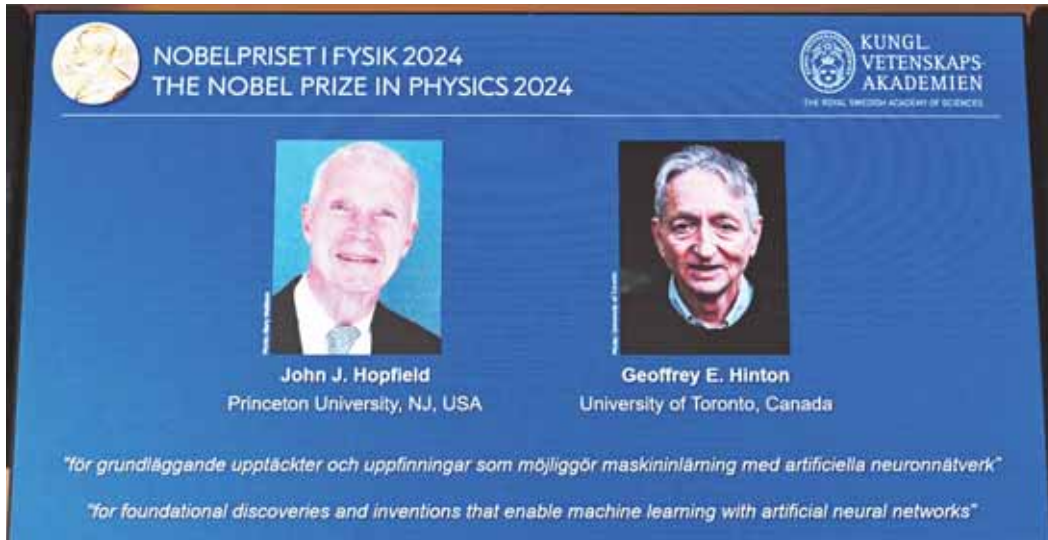 NOBELPRISET I FYSIK 2024
THE NOBEL PRIZE IN PHYSICS 2024
KUNGL.
VETENSKAPS-
AKADEMIEN
THE ROYAL SWEDISH ACADEMY OF SCIENCES
John J. Hopfield
Princeton University, NJ, USA
Geoffrey E. Hinton
University of Toronto, Canada
"för grundläggande upptäckter och uppfinningar som möjliggör maskininlärning med artificiella neuronnätverk"
"for foundational discoveries and inventions that enable machine learning with artificial neural networks"